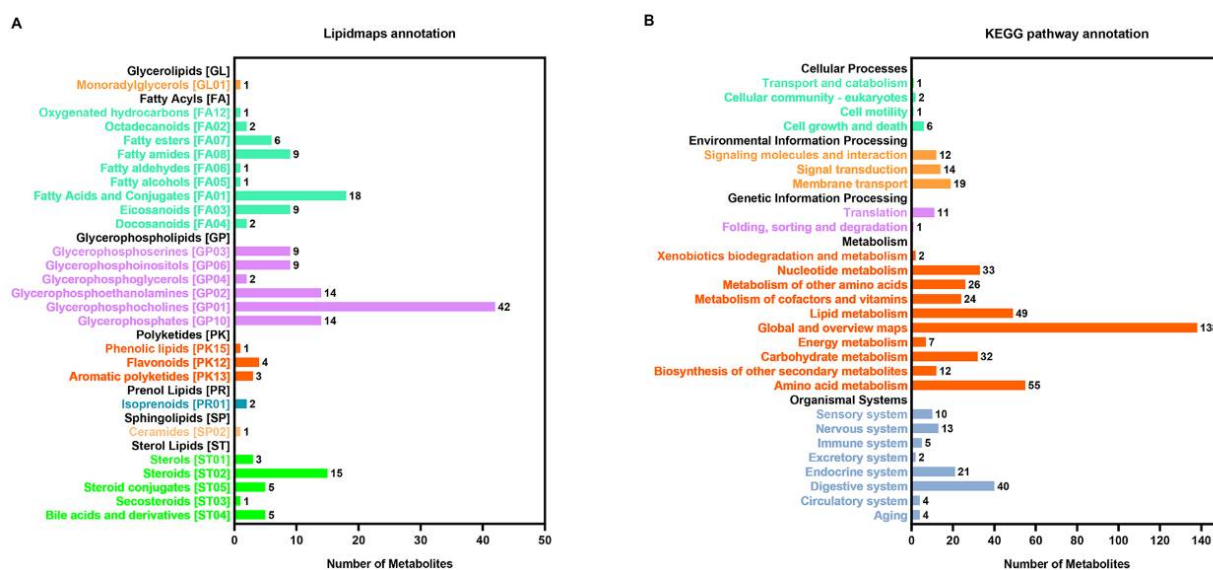 A
Lipidmaps annotation
Glycerolipids [GL]
Monoradylglycerols [GL01] 1
Fatty Acyls [FA]
Oxygenated hydrocarbons [FA12] 1
Octadecanoids [FA02] 2
Fatty esters [FA07] 6
Fatty amides [FA08] 9
Fatty aldehydes [FA06] 1
Fatty alcohols [FA05] 1
Fatty Acids and Conjugates [FA01] 18
Eicosanoids [FA03] 9
Docosanoids [FA04] 2
Glycerophospholipids [GP]
Glycerophosphoserines [GP03] 9
Glycerophosphoinositols [GP06] 9
Glycerophosphoglycerols [GP04] 2
Glycerophosphoethanolamines [GP02] 14
Glycerophosphocholines [GP01] 42
Glycerophosphates [GP10] 14
Polyketides [PK]
Phenolic lipids [PK15] 1
Flavonoids [PK12] 4
Aromatic polyketides [PK13] 3
Prenol Lipids [PR]
Isoprenoids [PR01] 2
Sphingolipids [SP]
Ceramides [SP02] 1
Sterol Lipids [ST]
Sterols [ST01] 3
Steroids [ST02] 15
Steroid conjugates [ST05] 5
Secosteroids [ST03] 1
Bile acids and derivatives [ST04] 5
0 10 20 30 40 50
Number of Metabolites
B
KEGG pathway annotation
Cellular Processes
Transport and catabolism 1
Cellular community - eukaryotes 2
Cell motility 1
Cell growth and death 6
Environmental Information Processing
Signaling molecules and interaction 12
Signal transduction 14
Membrane transport 19
Genetic Information Processing
Translation 11
Folding, sorting and degradation 1
Metabolism
Xenobiotics biodegradation and metabolism 2
Nucleotide metabolism 33
Metabolism of other amino acids 26
Metabolism of cofactors and vitamins 24
Lipid metabolism 49
Global and overview maps
Energy metabolism 7
Carbohydrate metabolism 32
Biosynthesis of other secondary metabolites 12
Amino acid metabolism 55
Organismal Systems
Sensory system 10
Nervous system 13
Immune system 5
Excretory system 2
Endocrine system 21
Digestive system 40
Circulatory system 4
Aging 4
0 20 40 60 80 100 120 140
Number of Metabolites